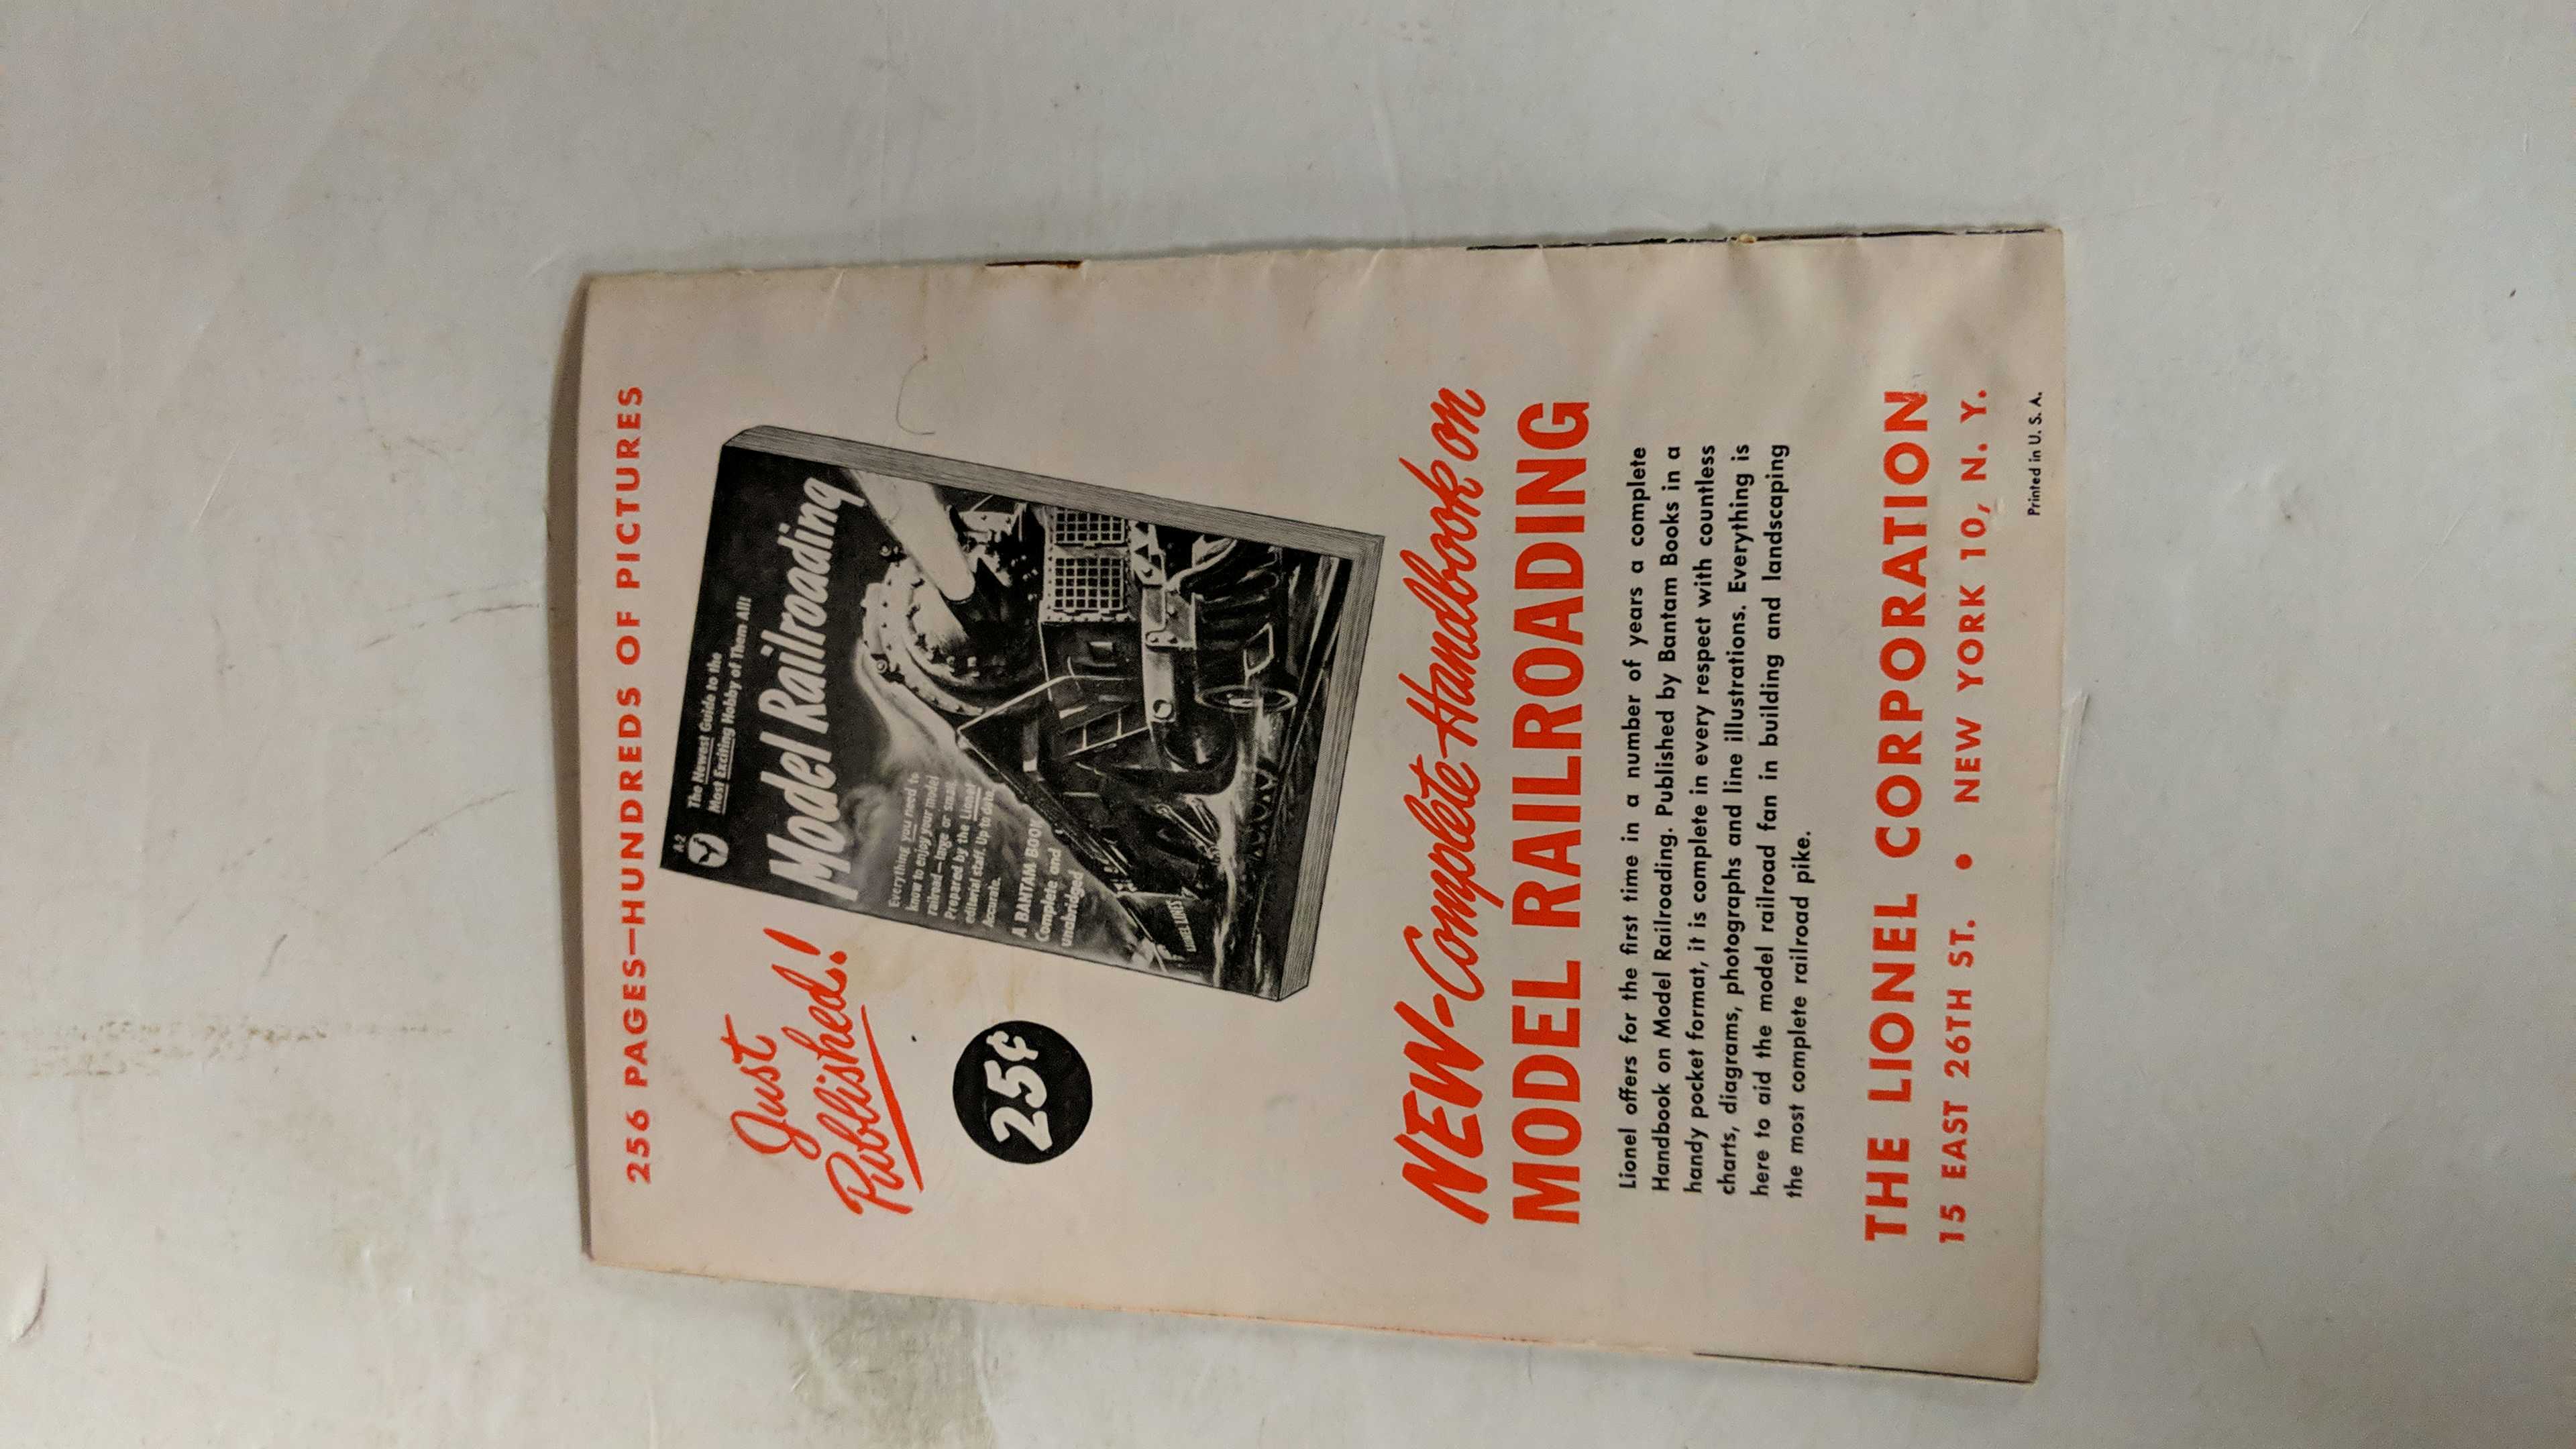 256 PAGES—HUNDREDS OF PICTURES
Just
Published!
25¢
A-2
The Newest Guide to the
Most Exciting Hobby of Them All!
Model Railroading
Everything you need to
know to enjoy your model
railroad—large or small.
Prepared by the Lionel
editorial staff. Up to date.
Accurate.
A BANTAM BOOK
Complete and
unabridged
LIONEL LINES
NEW-Complete Handbook on
MODEL RAILROADING
Lionel offers for the first time in a number of years a complete
Handbook on Model Railroading. Published by Bantam Books in a
handy pocket format, it is complete in every respect with countless
charts, diagrams, photographs and line illustrations. Everything is
here to aid the model railroad fan in building and landscaping
the most complete railroad pike.
THE LIONEL CORPORATION
15 EAST 26TH ST. • NEW YORK 10, N. Y.
Printed in U. S. A.